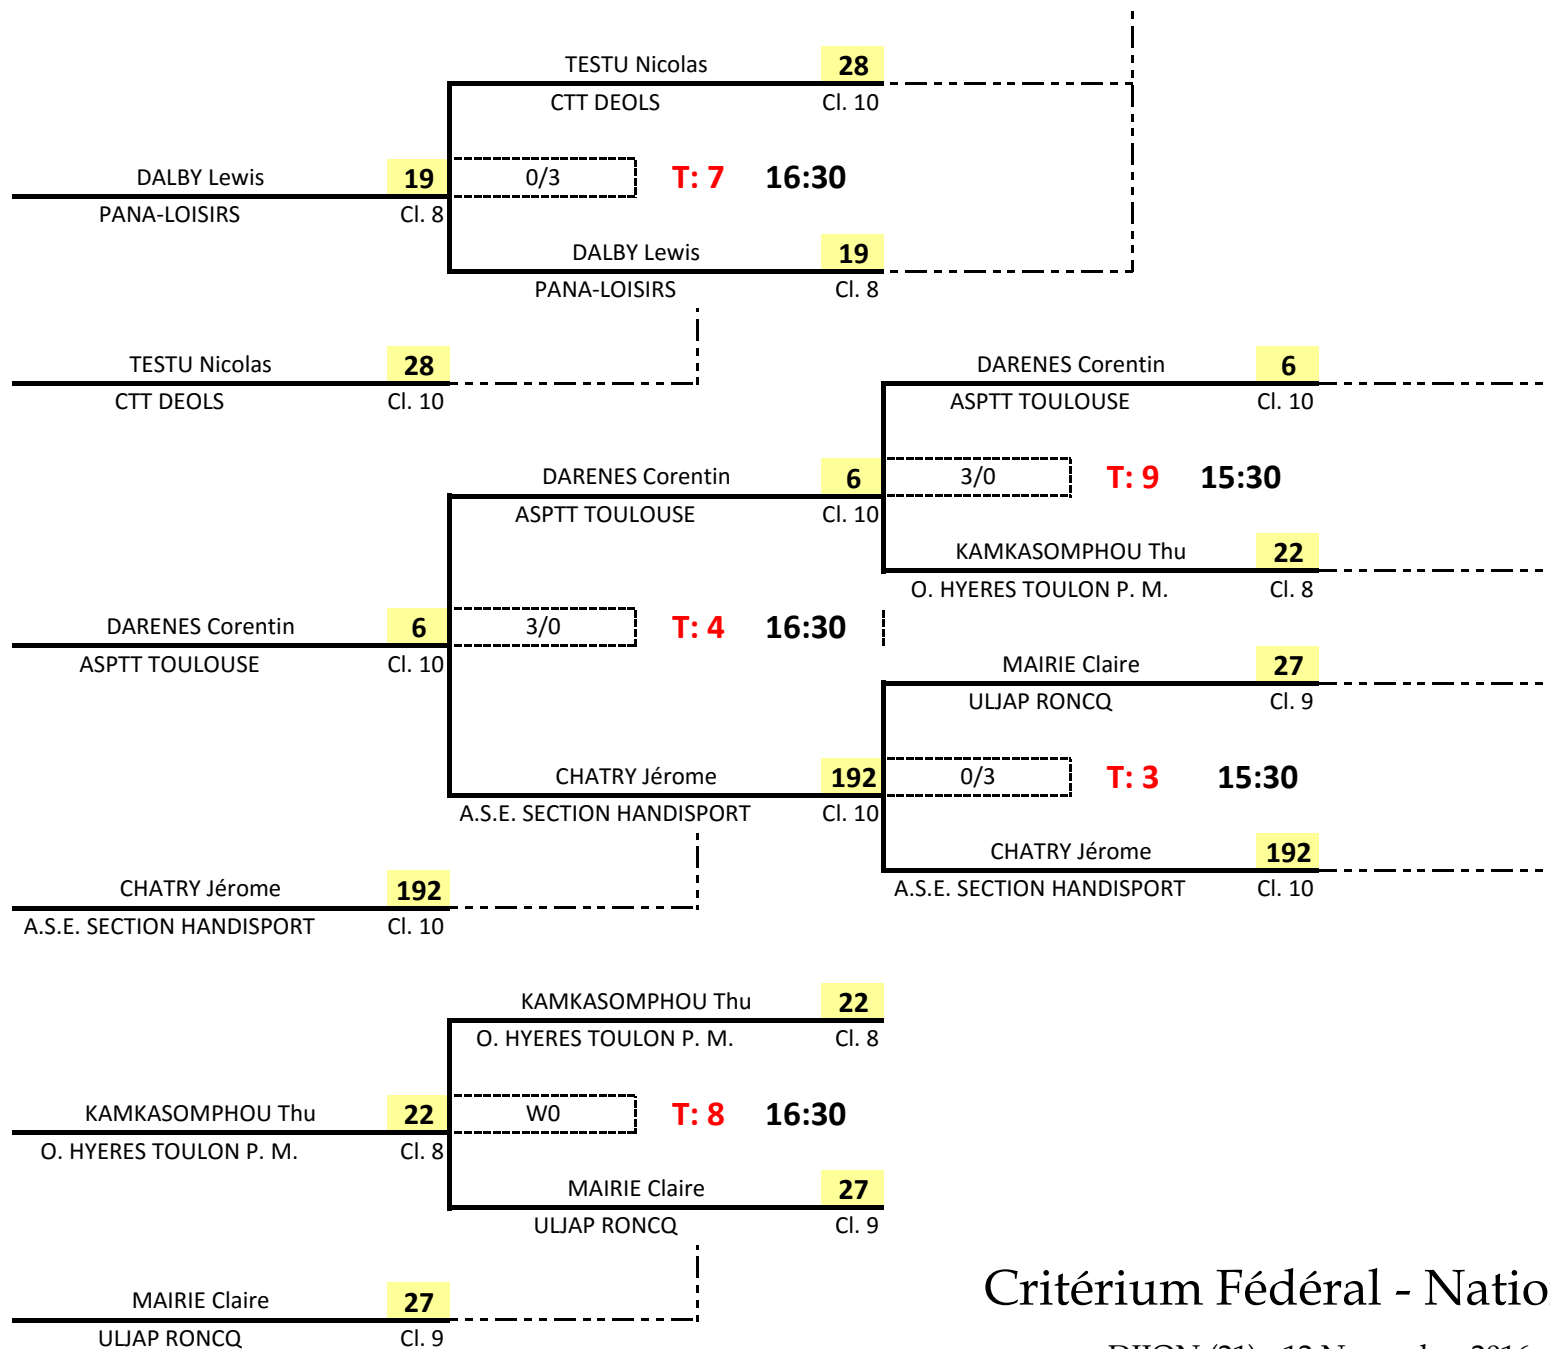 TESTU Nicolas 28
CTT DEOLS Cl. 10
DALBY Lewis 19 0/3 T: 7 16:30
PANA-LOISIRS Cl. 8
DALBY Lewis 19
PANA-LOISIRS Cl. 8
TESTU Nicolas 28 DARENES Corentin 6
CTT DEOLS Cl. 10 ASPTT TOULOUSE Cl. 10
DARENES Corentin 6 3/0 T: 9 15:30
ASPTT TOULOUSE Cl. 10
KAMKASOMPHOU Thu 22
O. HYERES TOULON P. M. Cl. 8
DARENES Corentin 6 3/0 T: 4 16:30
ASPTT TOULOUSE Cl. 10 MAIRIE Claire 27
ULJAP RONCQ Cl. 9
CHATRY Jérome 192 0/3 T: 3 15:30
A.S.E. SECTION HANDISPORT Cl. 10
CHATRY Jérome 192
CHATRY Jérome 192 A.S.E. SECTION HANDISPORT Cl. 10
A.S.E. SECTION HANDISPORT Cl. 10
KAMKASOMPHOU Thu 22
O. HYERES TOULON P. M. Cl. 8
KAMKASOMPHOU Thu 22 W0 T: 8 16:30
O. HYERES TOULON P. M. Cl. 8
MAIRIE Claire 27
ULJAP RONCQ Cl. 9
Critérium Fédéral - Natio
MAIRIE Claire 27
ULJAP RONCQ Cl. 9